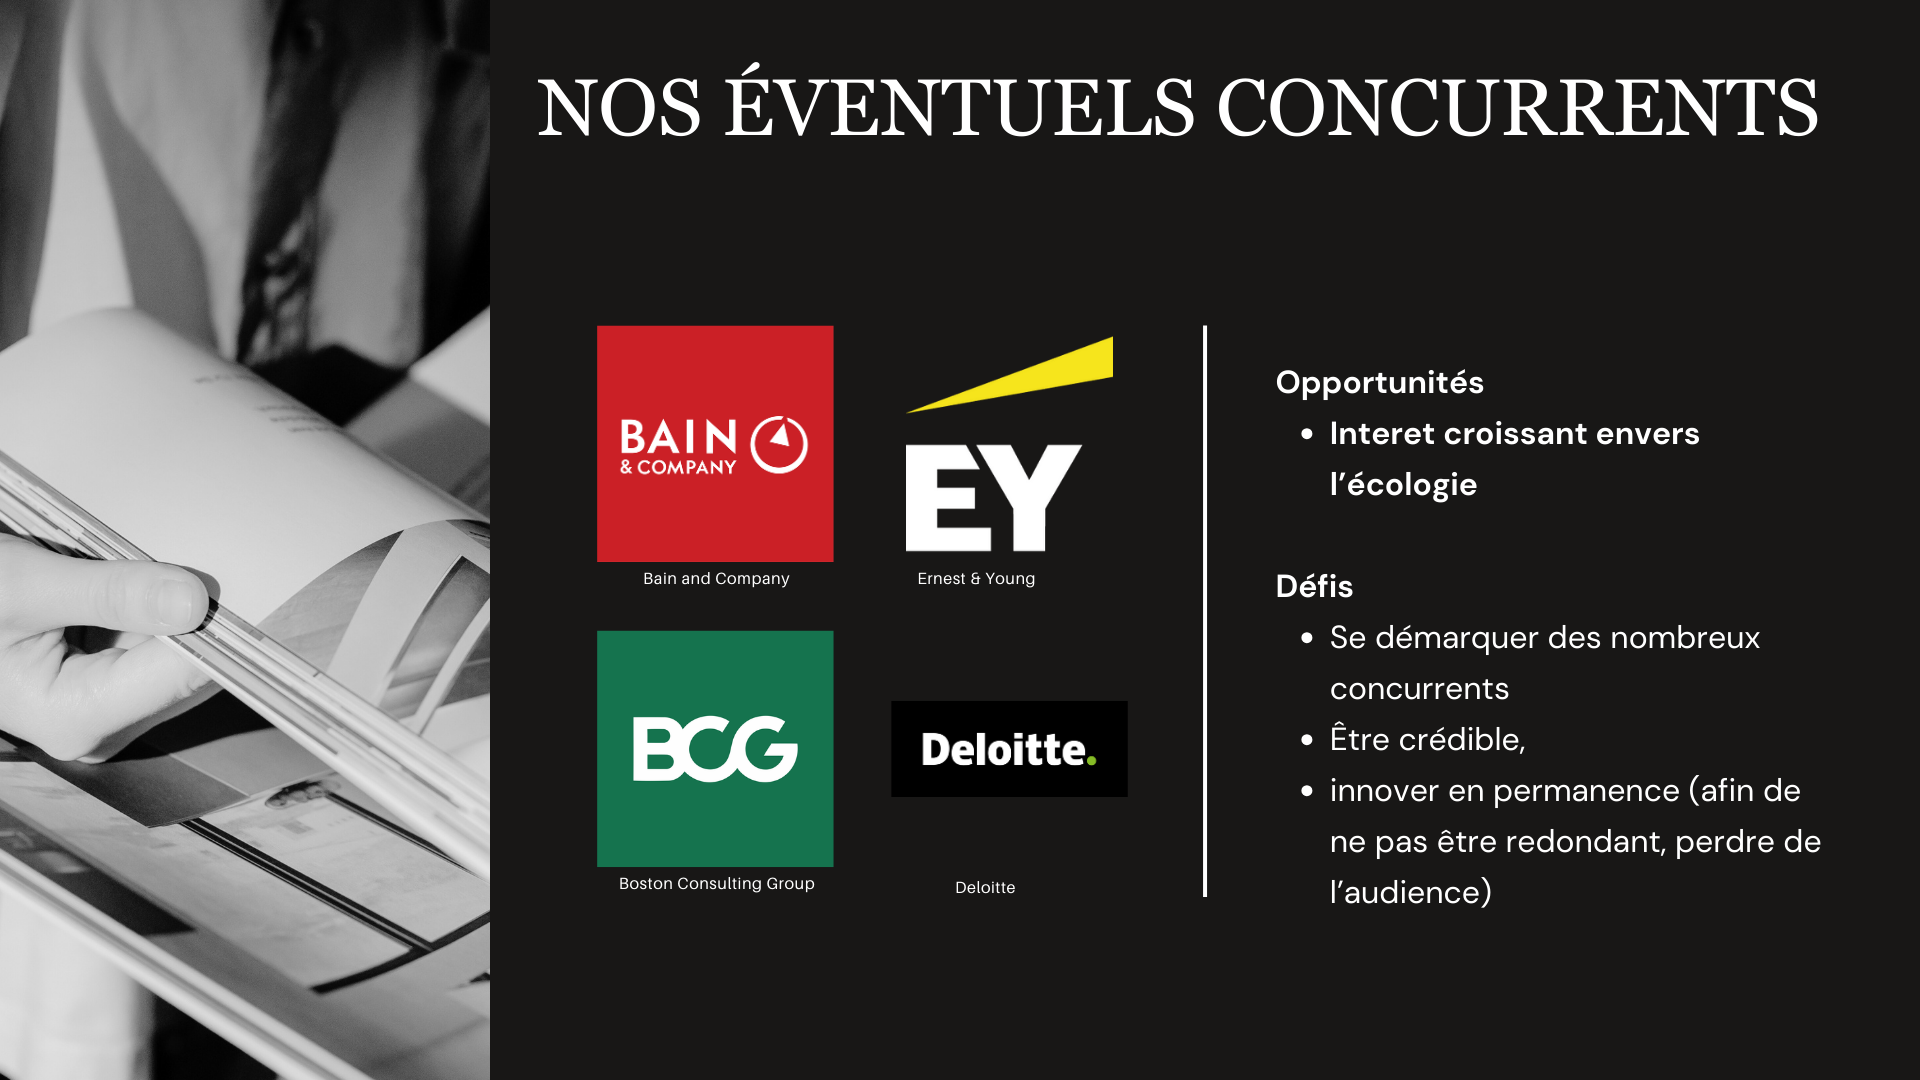 NOS ÉVENTUELS CONCURRENTS
BAIN
& COMPANY
Bain and Company
EY
Ernest & Young
BCG
Boston Consulting Group
Deloitte.
Deloitte
Opportunités
• Interet croissant envers
l’écologie
Défis
• Se démarquer des nombreux
concurrents
• Être crédible,
• innover en permanence (afin de
ne pas être redondant, perdre de
l’audience)